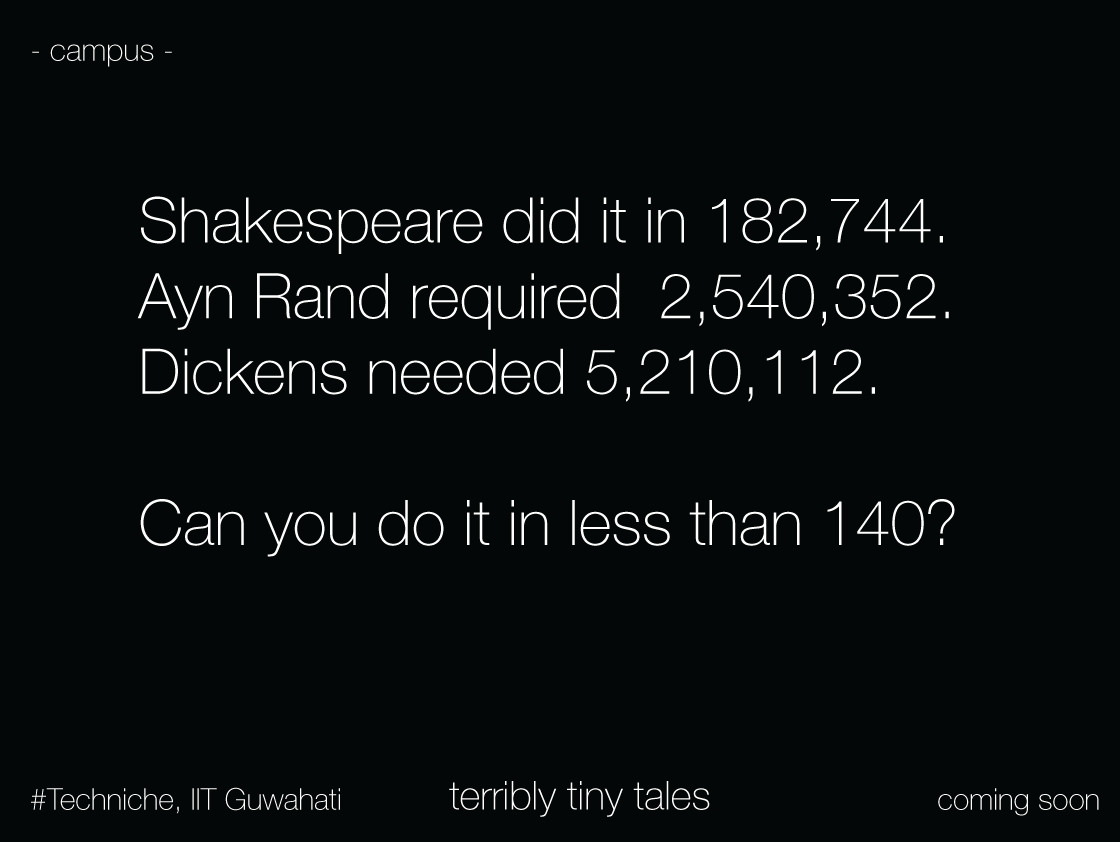 - campus -
Shakespeare did it in 182,744.
Ayn Rand required 2,540,352.
Dickens needed 5,210,112.
Can you do it in less than 140?
#Techniche, IIT Guwahati
terribly tiny tales
coming soon